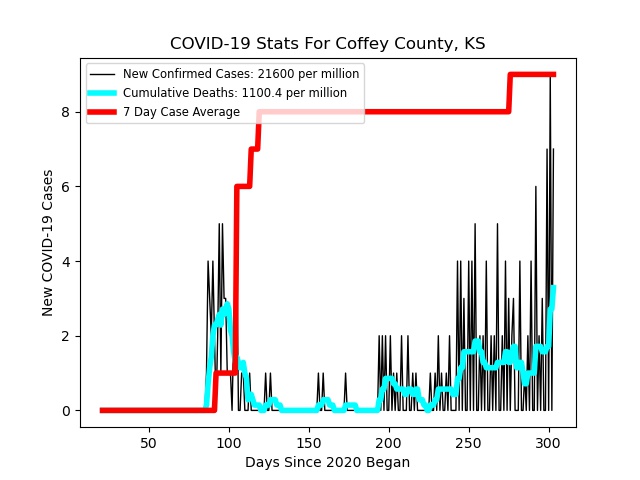 COVID-19 Stats For Coffey County, KS
New Confirmed Cases: 21600 per million
Cumulative Deaths: 1100.4 per million
7 Day Case Average
8
6
4
2
0
New COVID-19 Cases
50 100 150 200 250 300
Days Since 2020 Began